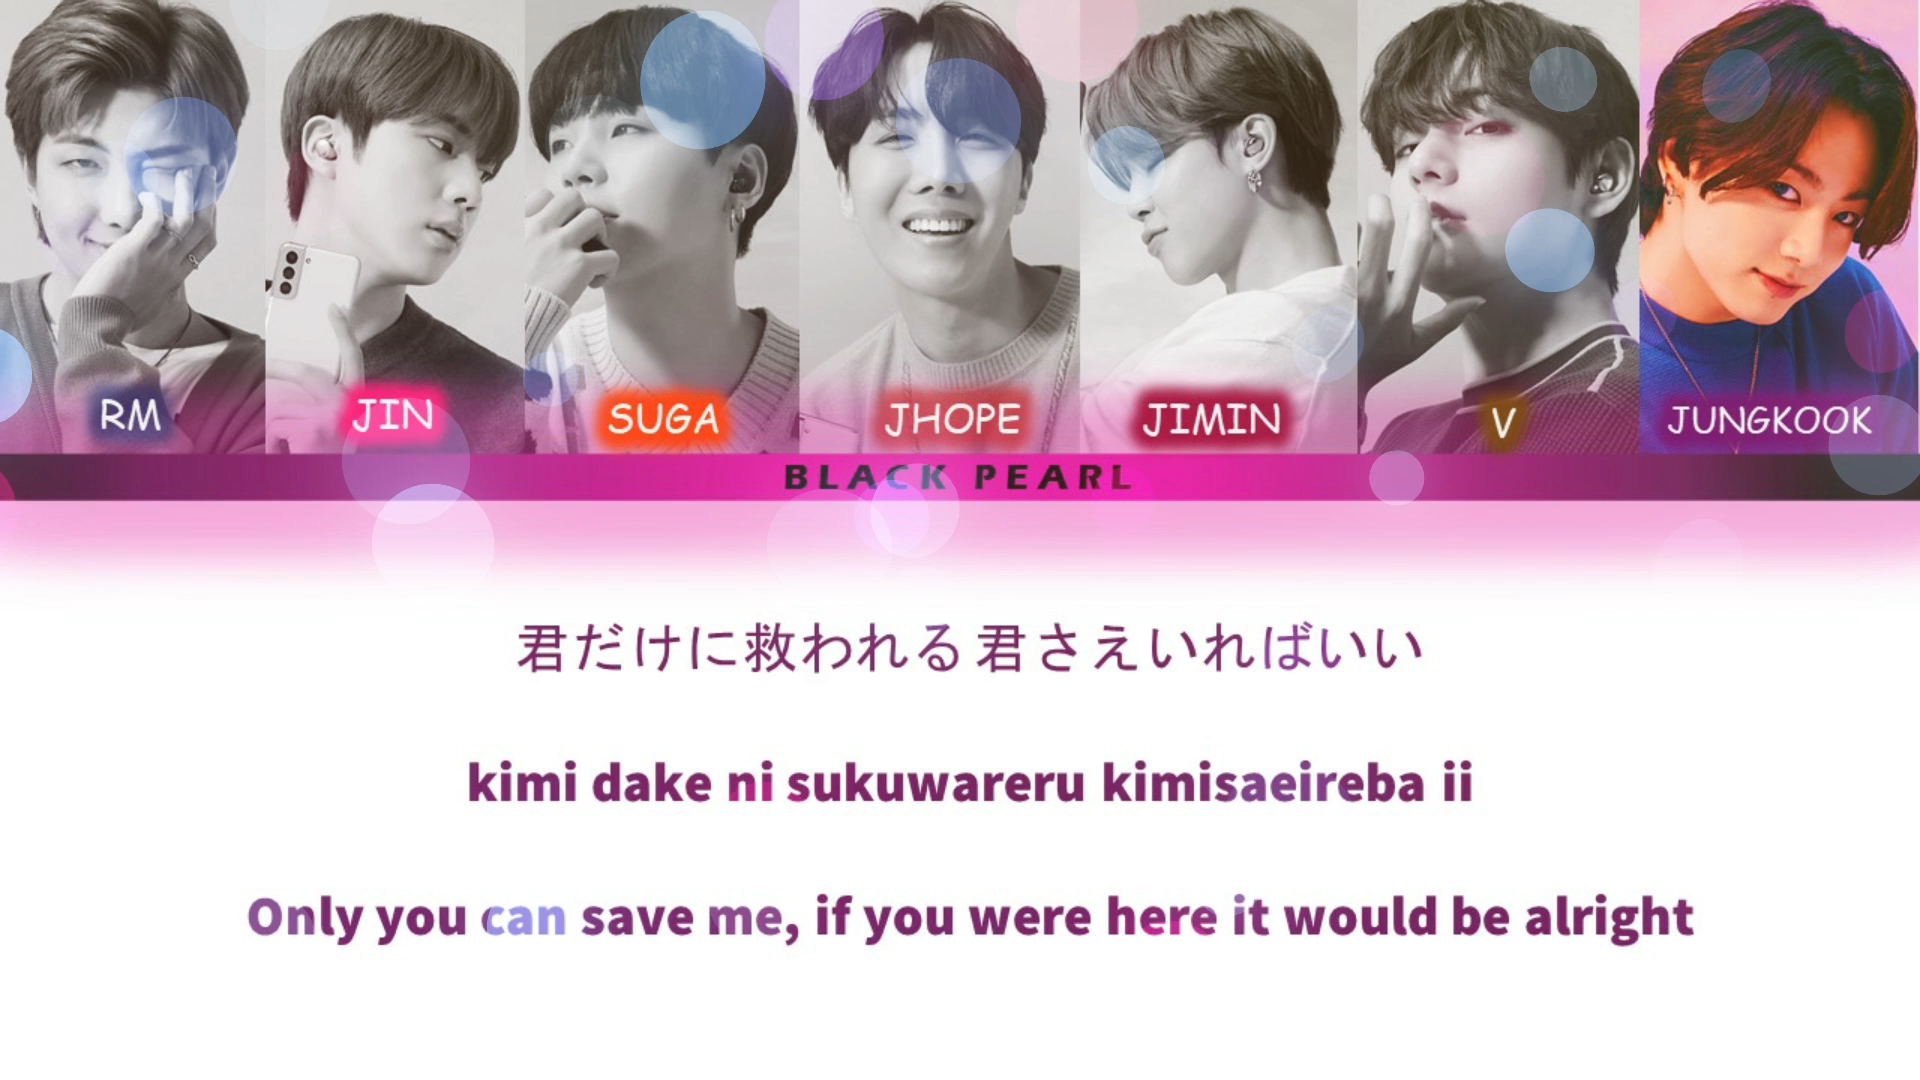 RM JIN SUGA JHOPE JIMIN V JUNGKOOK
BLACK PEARL
君だけに救われる 君さえいればいい
kimi dake ni sukuwareru kimisaeireba ii
Only you can save me, if you were here it would be alright